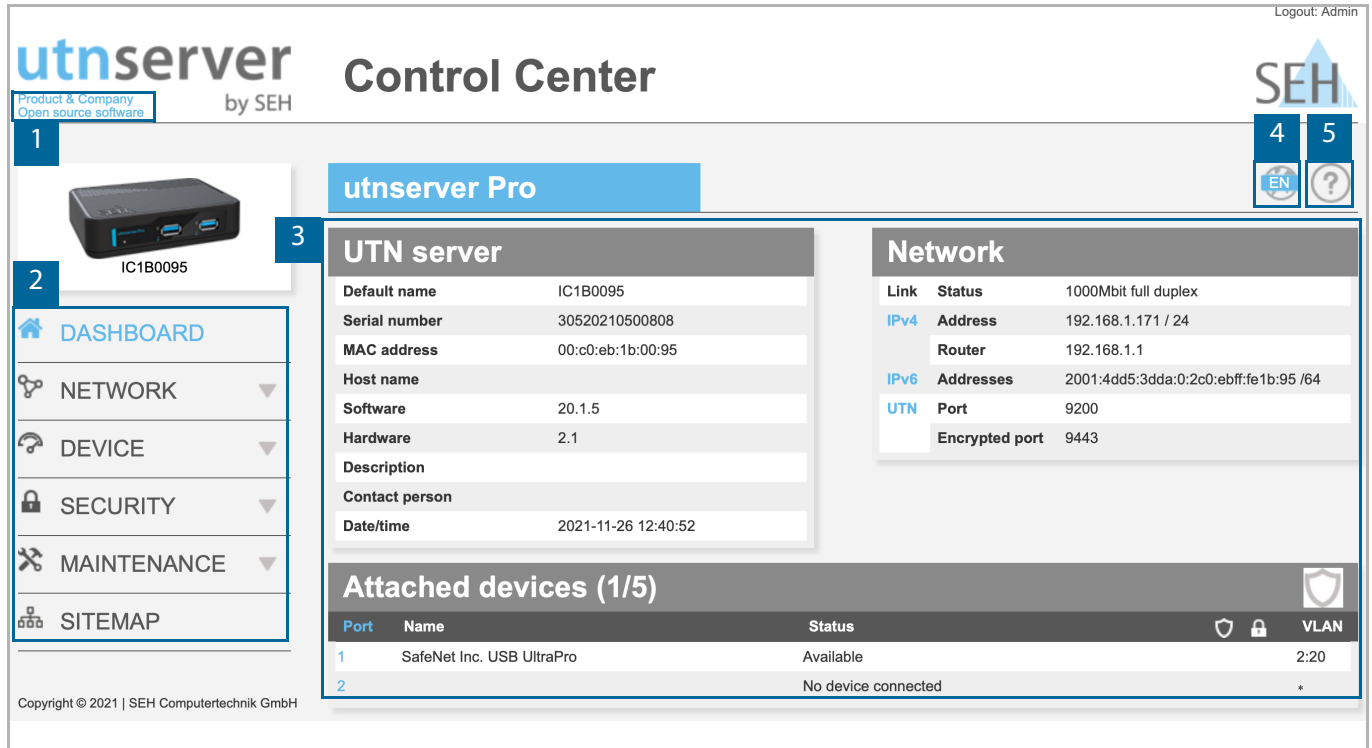 Logout: Admin
utnserver
by SEH
Product & Company
Open source software
Control Center
SEH
1
4
5
EN
?
utnserver Pro
IC1B0095
2
DASHBOARD
NETWORK
DEVICE
SECURITY
MAINTENANCE
SITEMAP
Copyright © 2021 | SEH Computertechnik GmbH
3
UTN server
Default name IC1B0095
Serial number 30520210500808
MAC address 00:c0:eb:1b:00:95
Host name
Software 20.1.5
Hardware 2.1
Description
Contact person
Date/time 2021-11-26 12:40:52
Network
Link Status 1000Mbit full duplex
IPv4 Address 192.168.1.171 / 24
Router 192.168.1.1
IPv6 Addresses 2001:4dd5:3dda:0:2c0:ebff:fe1b:95 /64
UTN Port 9200
Encrypted port 9443
Attached devices (1/5)
Port Name Status VLAN
1 SafeNet Inc. USB UltraPro Available 2:20
2 No device connected *